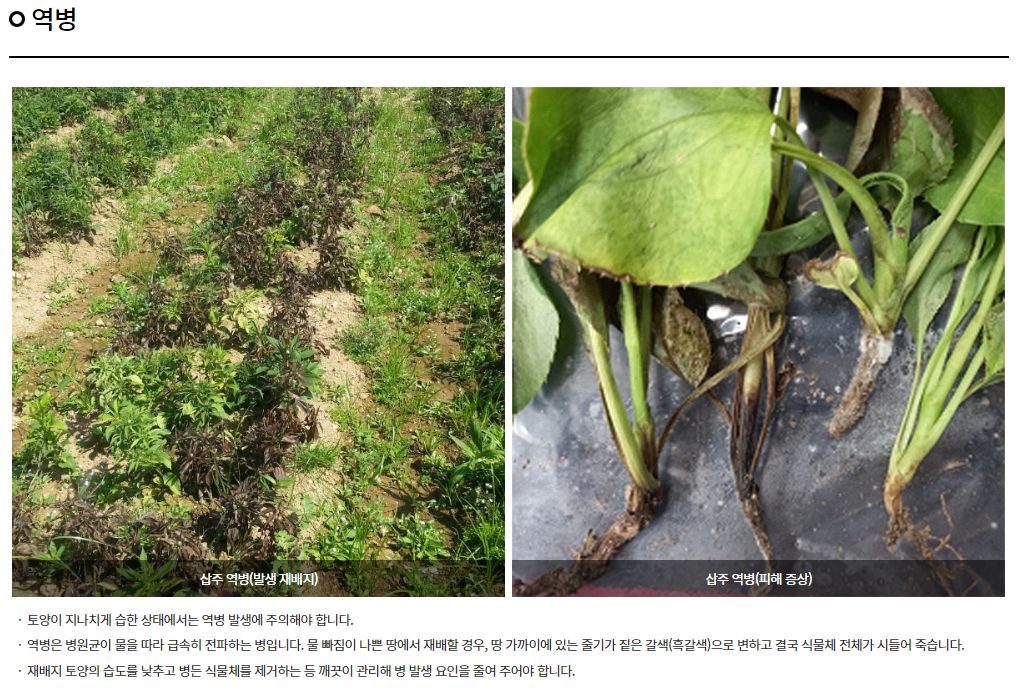 역병
삽주 역병(발생 재배지)
삽주 역병(피해 증상)
· 토양이 지나치게 습한 상태에서는 역병 발생에 주의해야 합니다.
· 역병은 병원균이 물을 따라 급속히 전파하는 병입니다. 물 빠짐이 나쁜 땅에서 재배할 경우, 땅 가까이에 있는 줄기가 짙은 갈색(흑갈색)으로 변하고 결국 식물체 전체가 시들어 죽습니다.
· 재배지 토양의 습도를 낮추고 병든 식물체를 제거하는 등 깨끗이 관리해 병 발생 요인을 줄여 주어야 합니다.